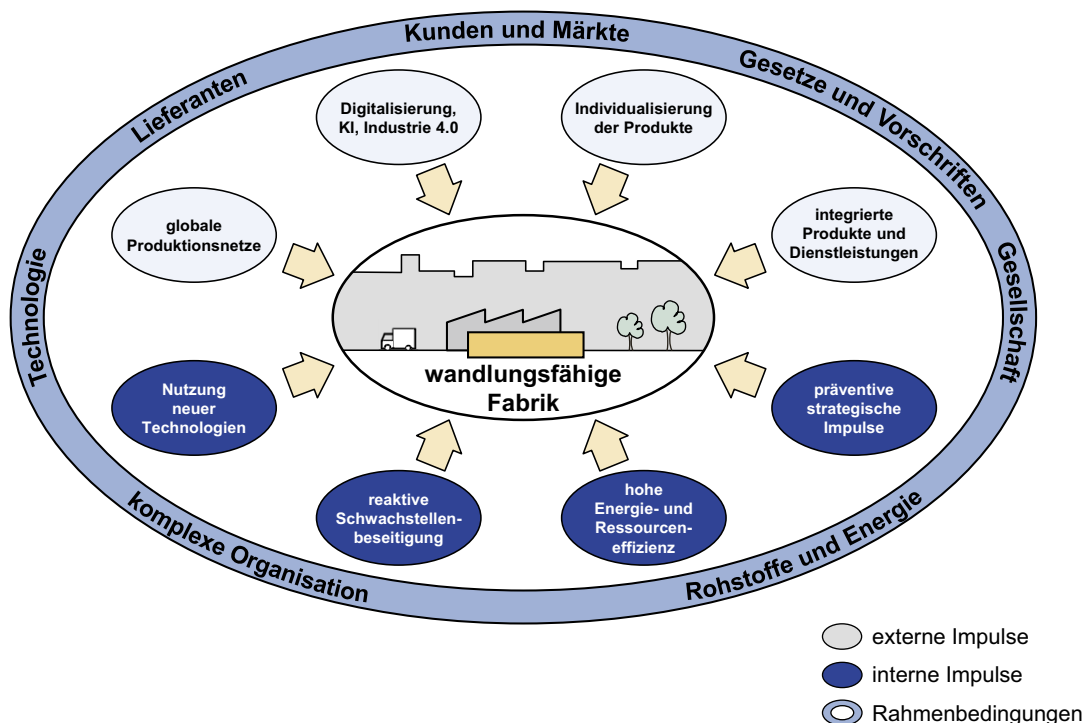 Kunden und Märkte
Lieferanten
Gesetze und Vorschriften
Technologie
Gesellschaft
komplexe Organisation
Rohstoffe und Energie
Digitalisierung,
KI, Industrie 4.0
Individualisierung
der Produkte
globale
Produktionsnetze
integrierte
Produkte und
Dienstleistungen
wandlungsfähige
Fabrik
Nutzung
neuer
Technologien
präventive
strategische
Impulse
reaktive
Schwachstellen-
beseitigung
hohe
Energie- und
Ressourcen-
effizienz
externe Impulse
interne Impulse
Rahmenbedingungen